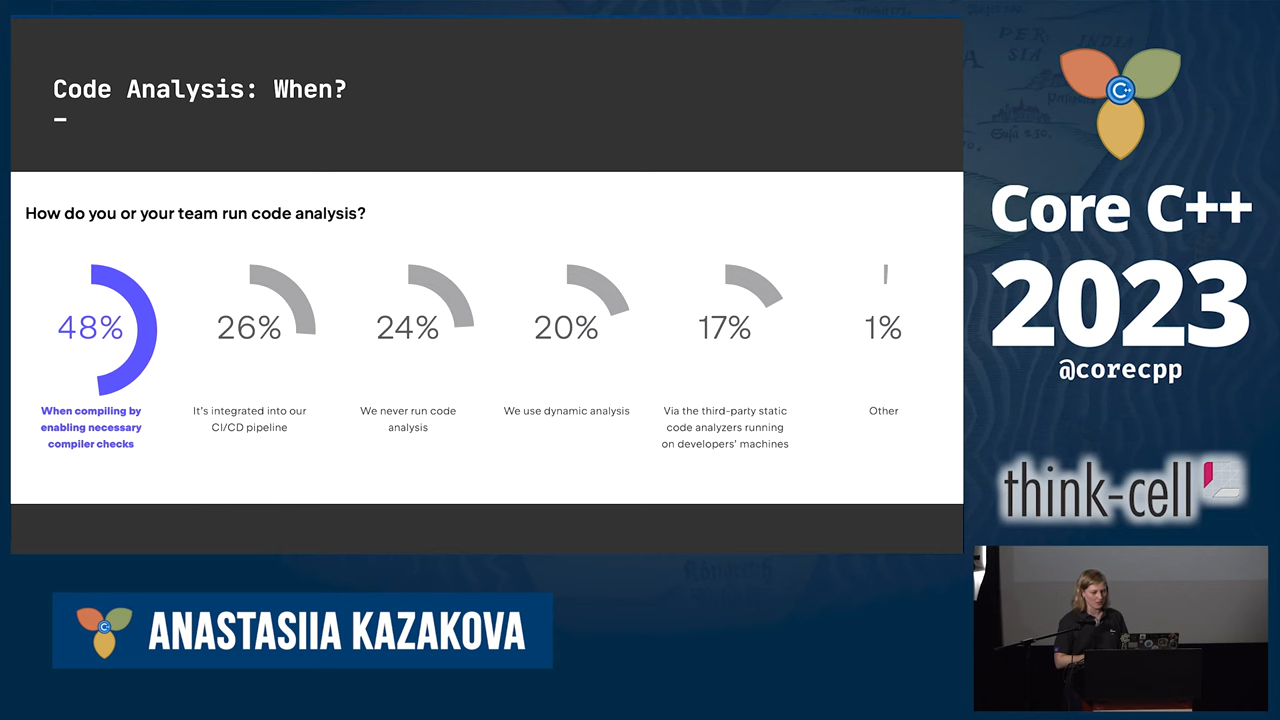 Code Analysis: When?
How do you or your team run code analysis?
48%
When compiling by
enabling necessary
compiler checks
26%
It's integrated into our
CI/CD pipeline
24%
We never run code
analysis
20%
We use dynamic analysis
17%
Via the third-party static
code analyzers running
on developers' machines
1%
Other
PER
SIA
INDIA
C++
Core C++
2023
@corecpp
think-cell
C++
ANASTASIIA KAZAKOVA